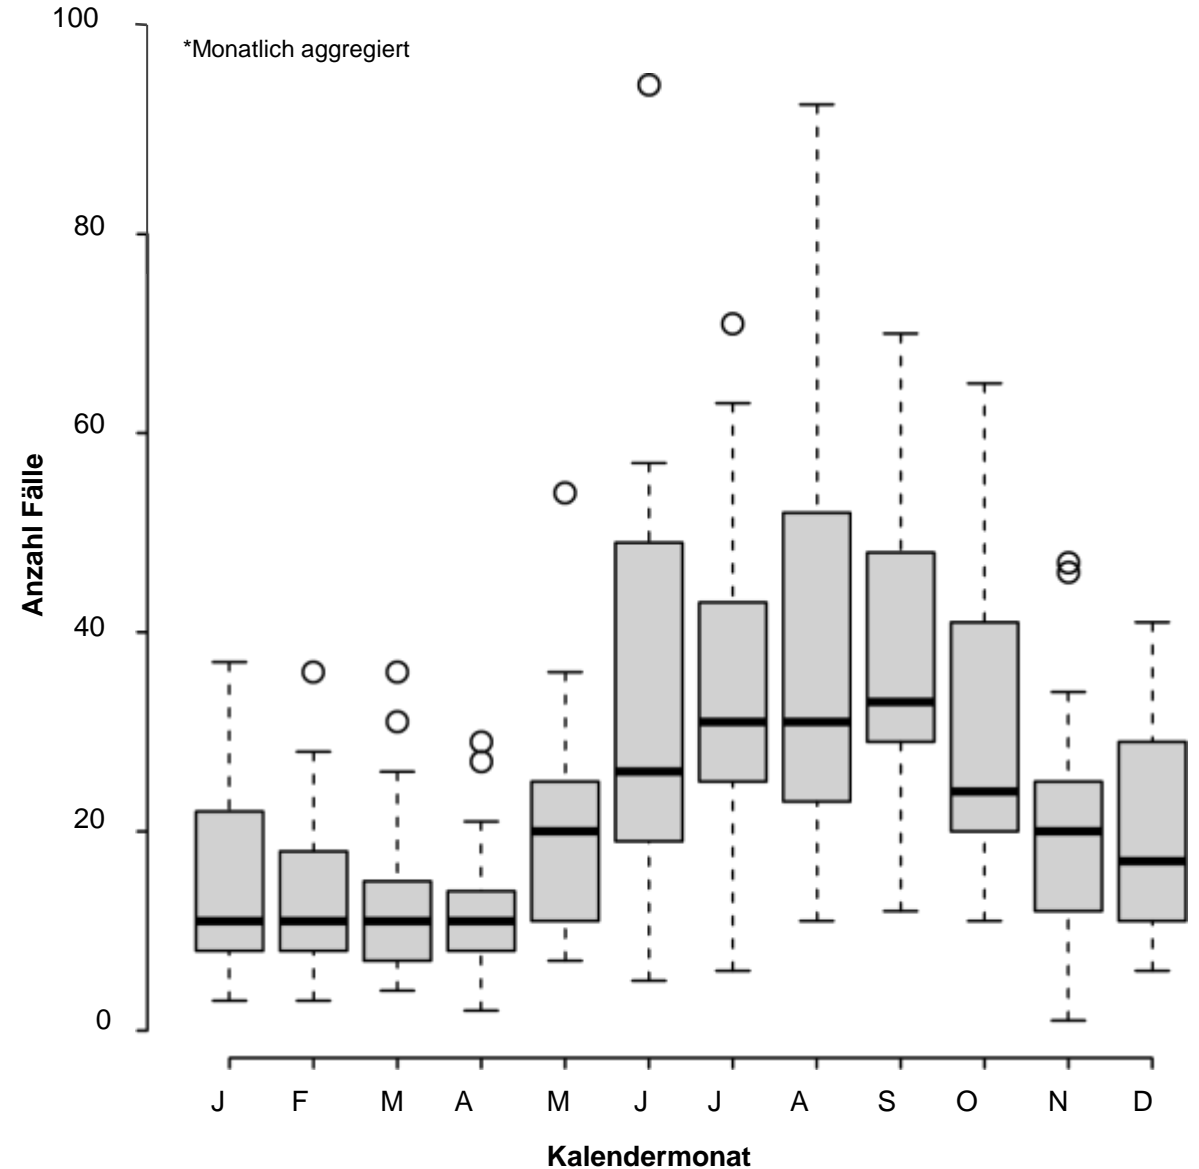 100
*Monatlich aggregiert
80
60
Anzahl Fälle
40
20
0
J F M A M J J A S O N D
Kalendermonat